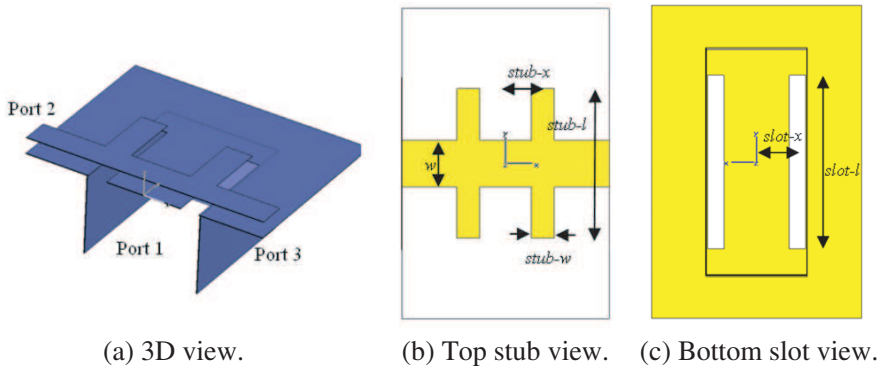 Port 2
Port 1
Port 3
stub-x
stub-l
w
stub-w
slot-x
slot-l
(a) 3D view.
(b) Top stub view.
(c) Bottom slot view.